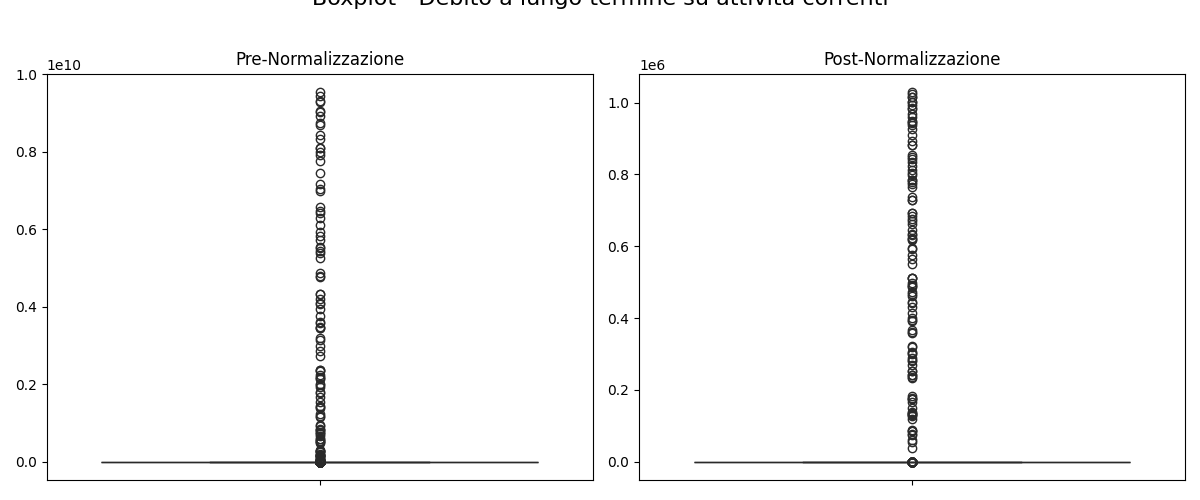 Boxplot - Debito a lungo termine su attività correnti
Pre-Normalizzazione
Post-Normalizzazione
1e10
1e6
1.0
0.8
0.6
0.4
0.2
0.0
1.0
0.8
0.6
0.4
0.2
0.0